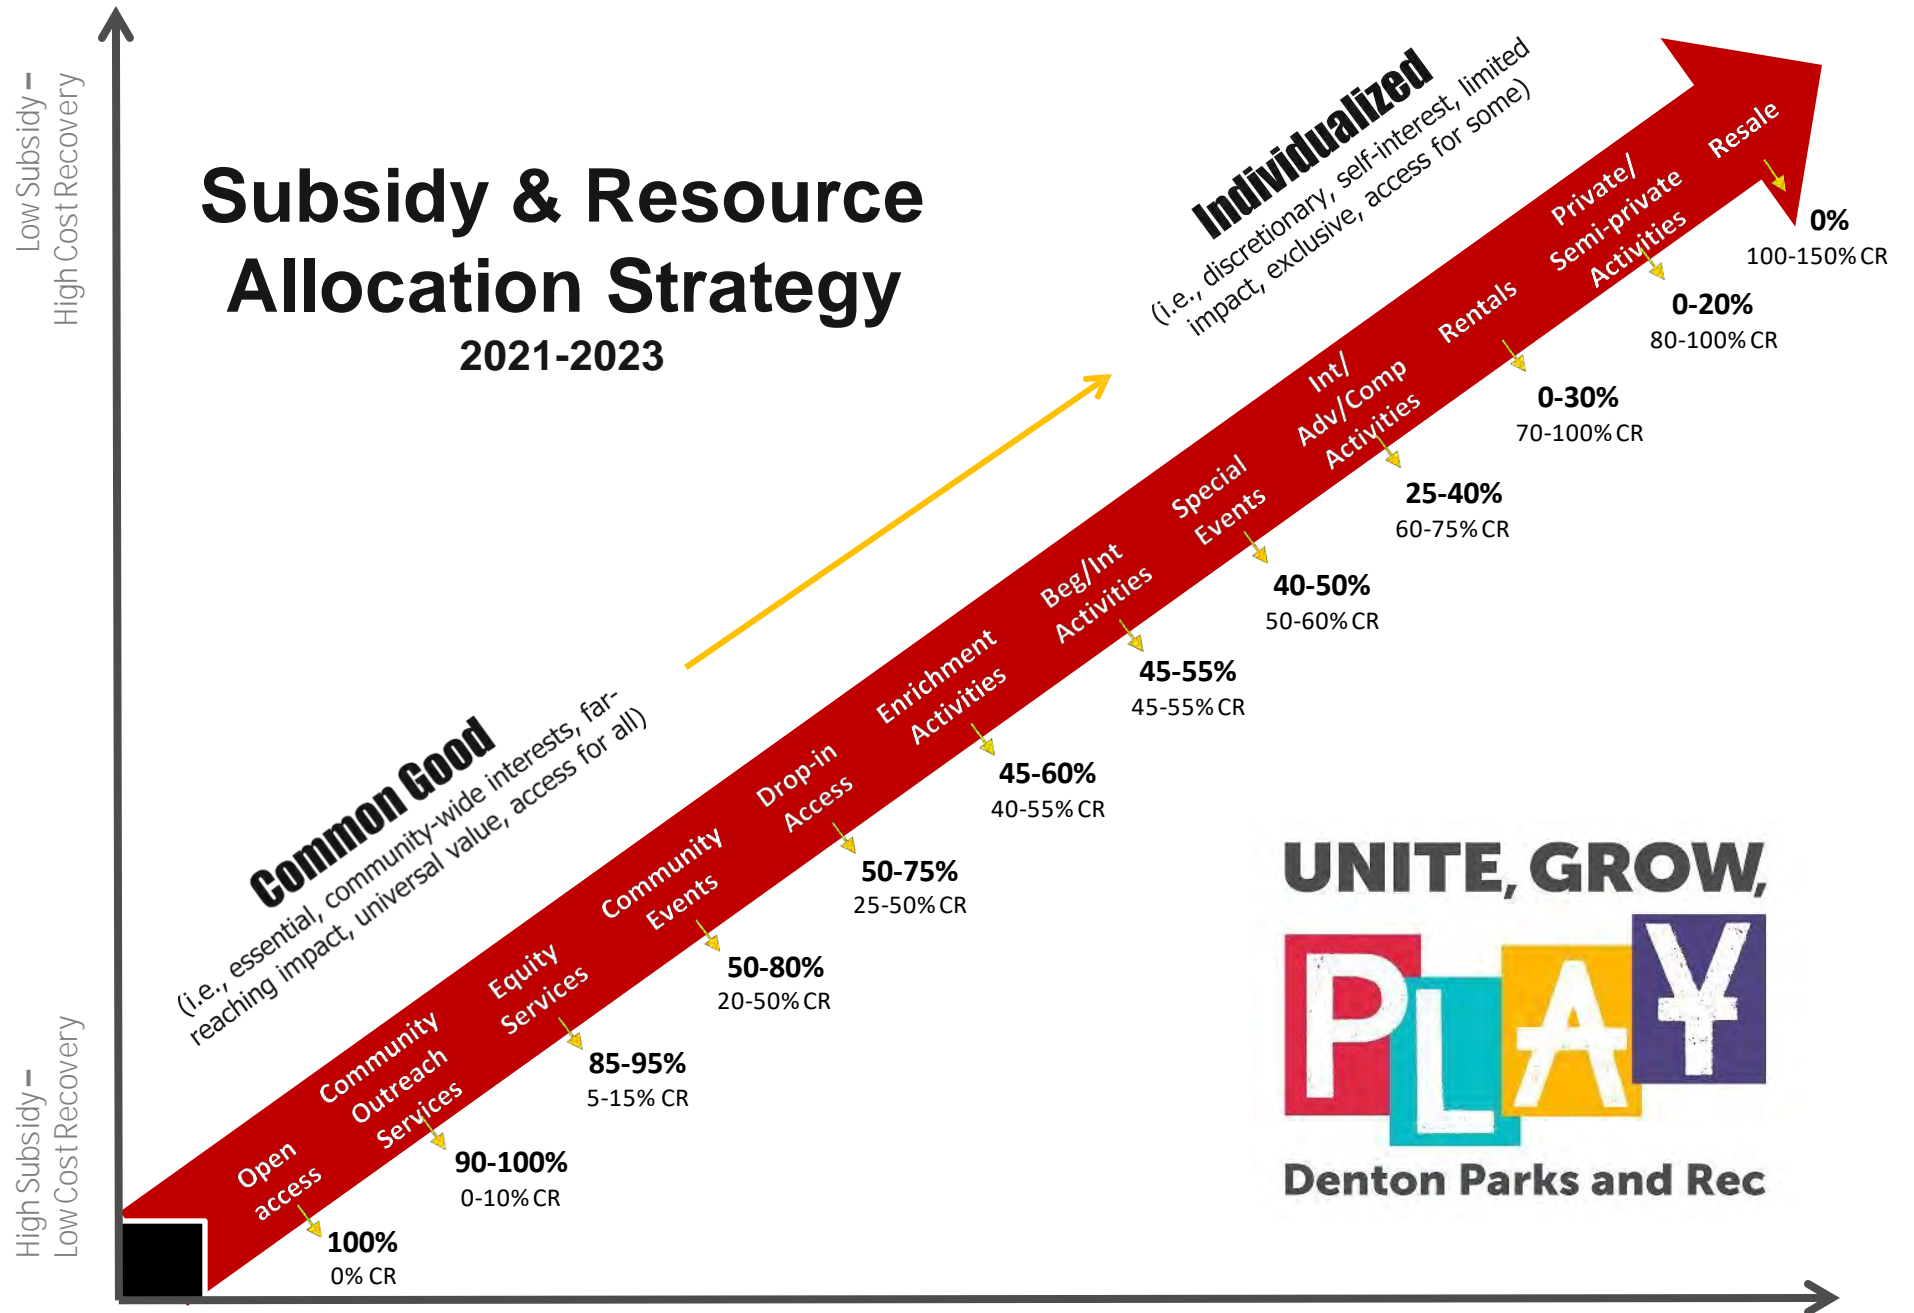 Low Subsidy –
High Cost Recovery
High Subsidy –
Low Cost Recovery
Subsidy & Resource
Allocation Strategy
2021-2023
Common Good
(i.e., essential, community-wide interests, far-
reaching impact, universal value, access for all)
Individualized
(i.e., discretionary, self-interest, limited
impact, exclusive, access for some)
Open
access
100%
0% CR
Community
Outreach
Services
90-100%
0-10% CR
Equity
Services
85-95%
5-15% CR
Community
Events
50-80%
20-50% CR
Drop-in
Access
50-75%
25-50% CR
Enrichment
Activities
45-60%
40-55% CR
Beg/Int
Activities
45-55%
45-55% CR
Special
Events
40-50%
50-60% CR
Int/
Adv/Comp
Activities
25-40%
60-75% CR
Rentals
0-30%
70-100% CR
Private/
Semi-private
Activities
0-20%
80-100% CR
Resale
0%
100-150% CR
UNITE, GROW,
PLAY
Denton Parks and Rec